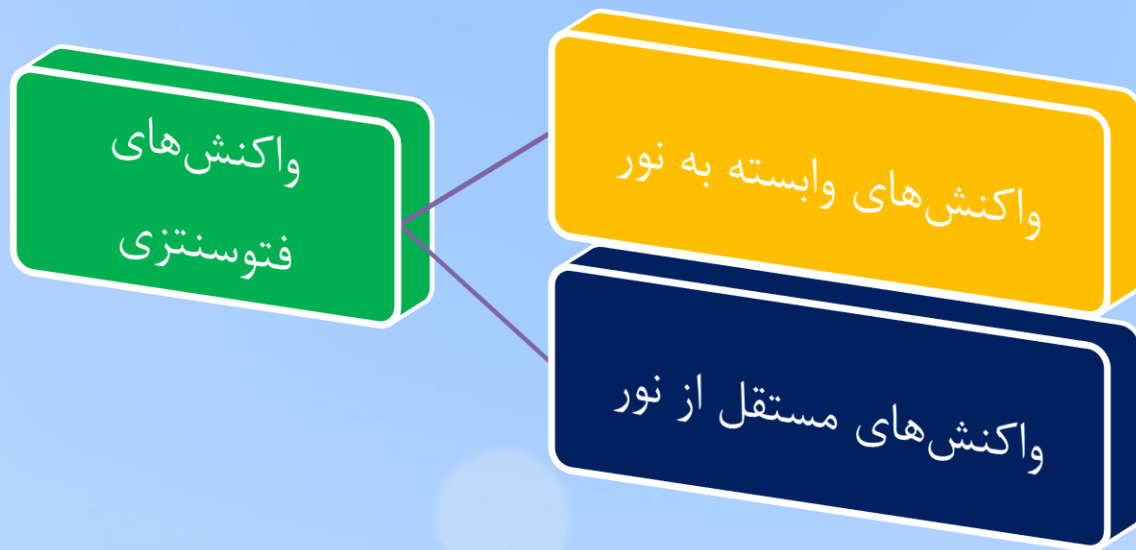 واکنش‌های
فتوسنتزی
واکنش‌های وابسته به نور
واکنش‌های مستقل از نور